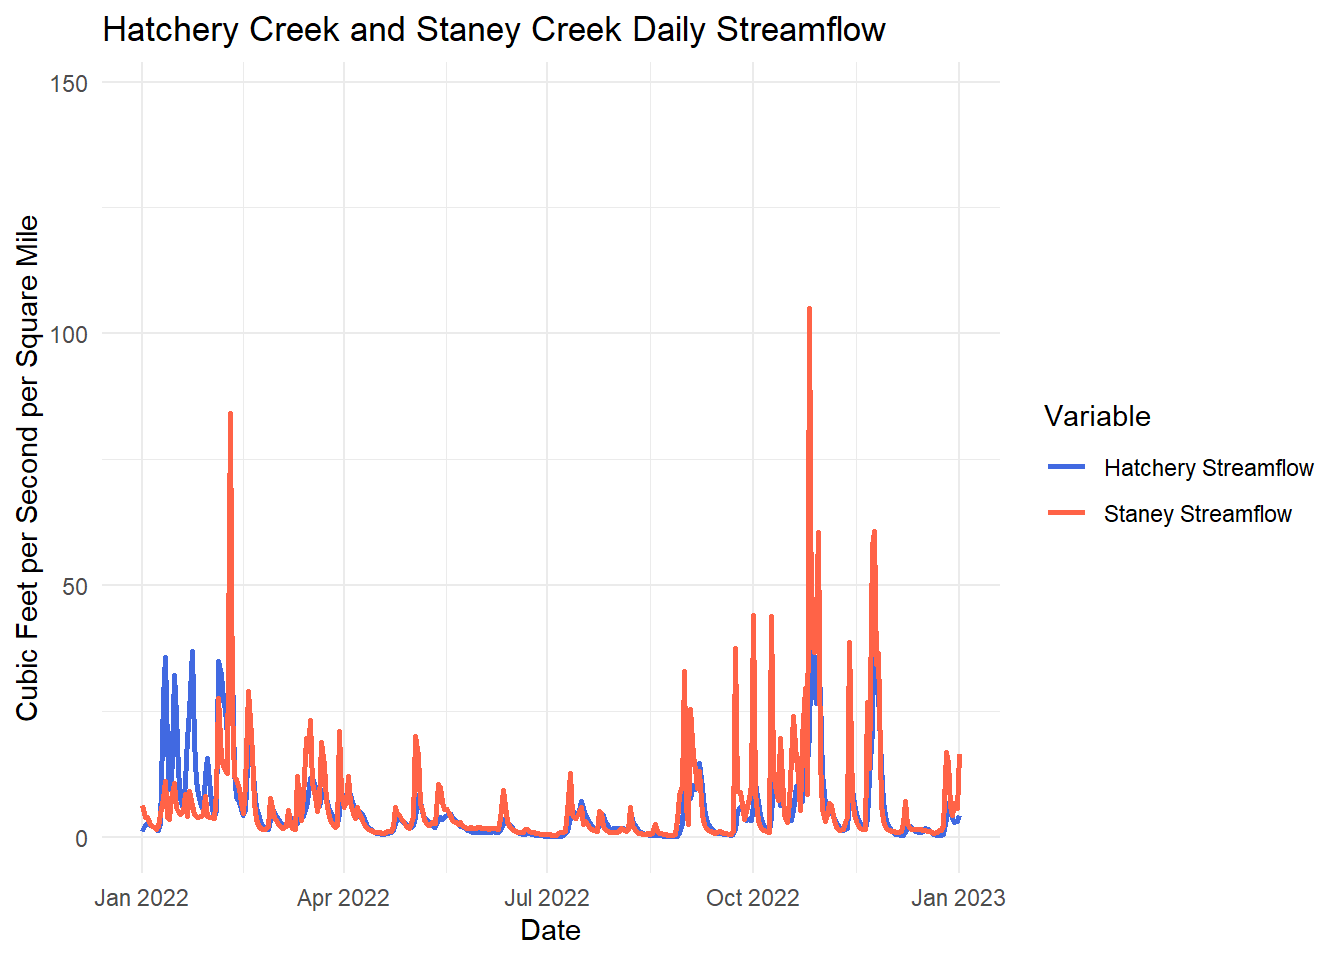 Hatchery Creek and Staney Creek Daily Streamflow
Cubic Feet per Second per Square Mile
150
100
50
0
Jan 2022
Apr 2022
Jul 2022
Oct 2022
Jan 2023
Date
Variable
Hatchery Streamflow
Staney Streamflow